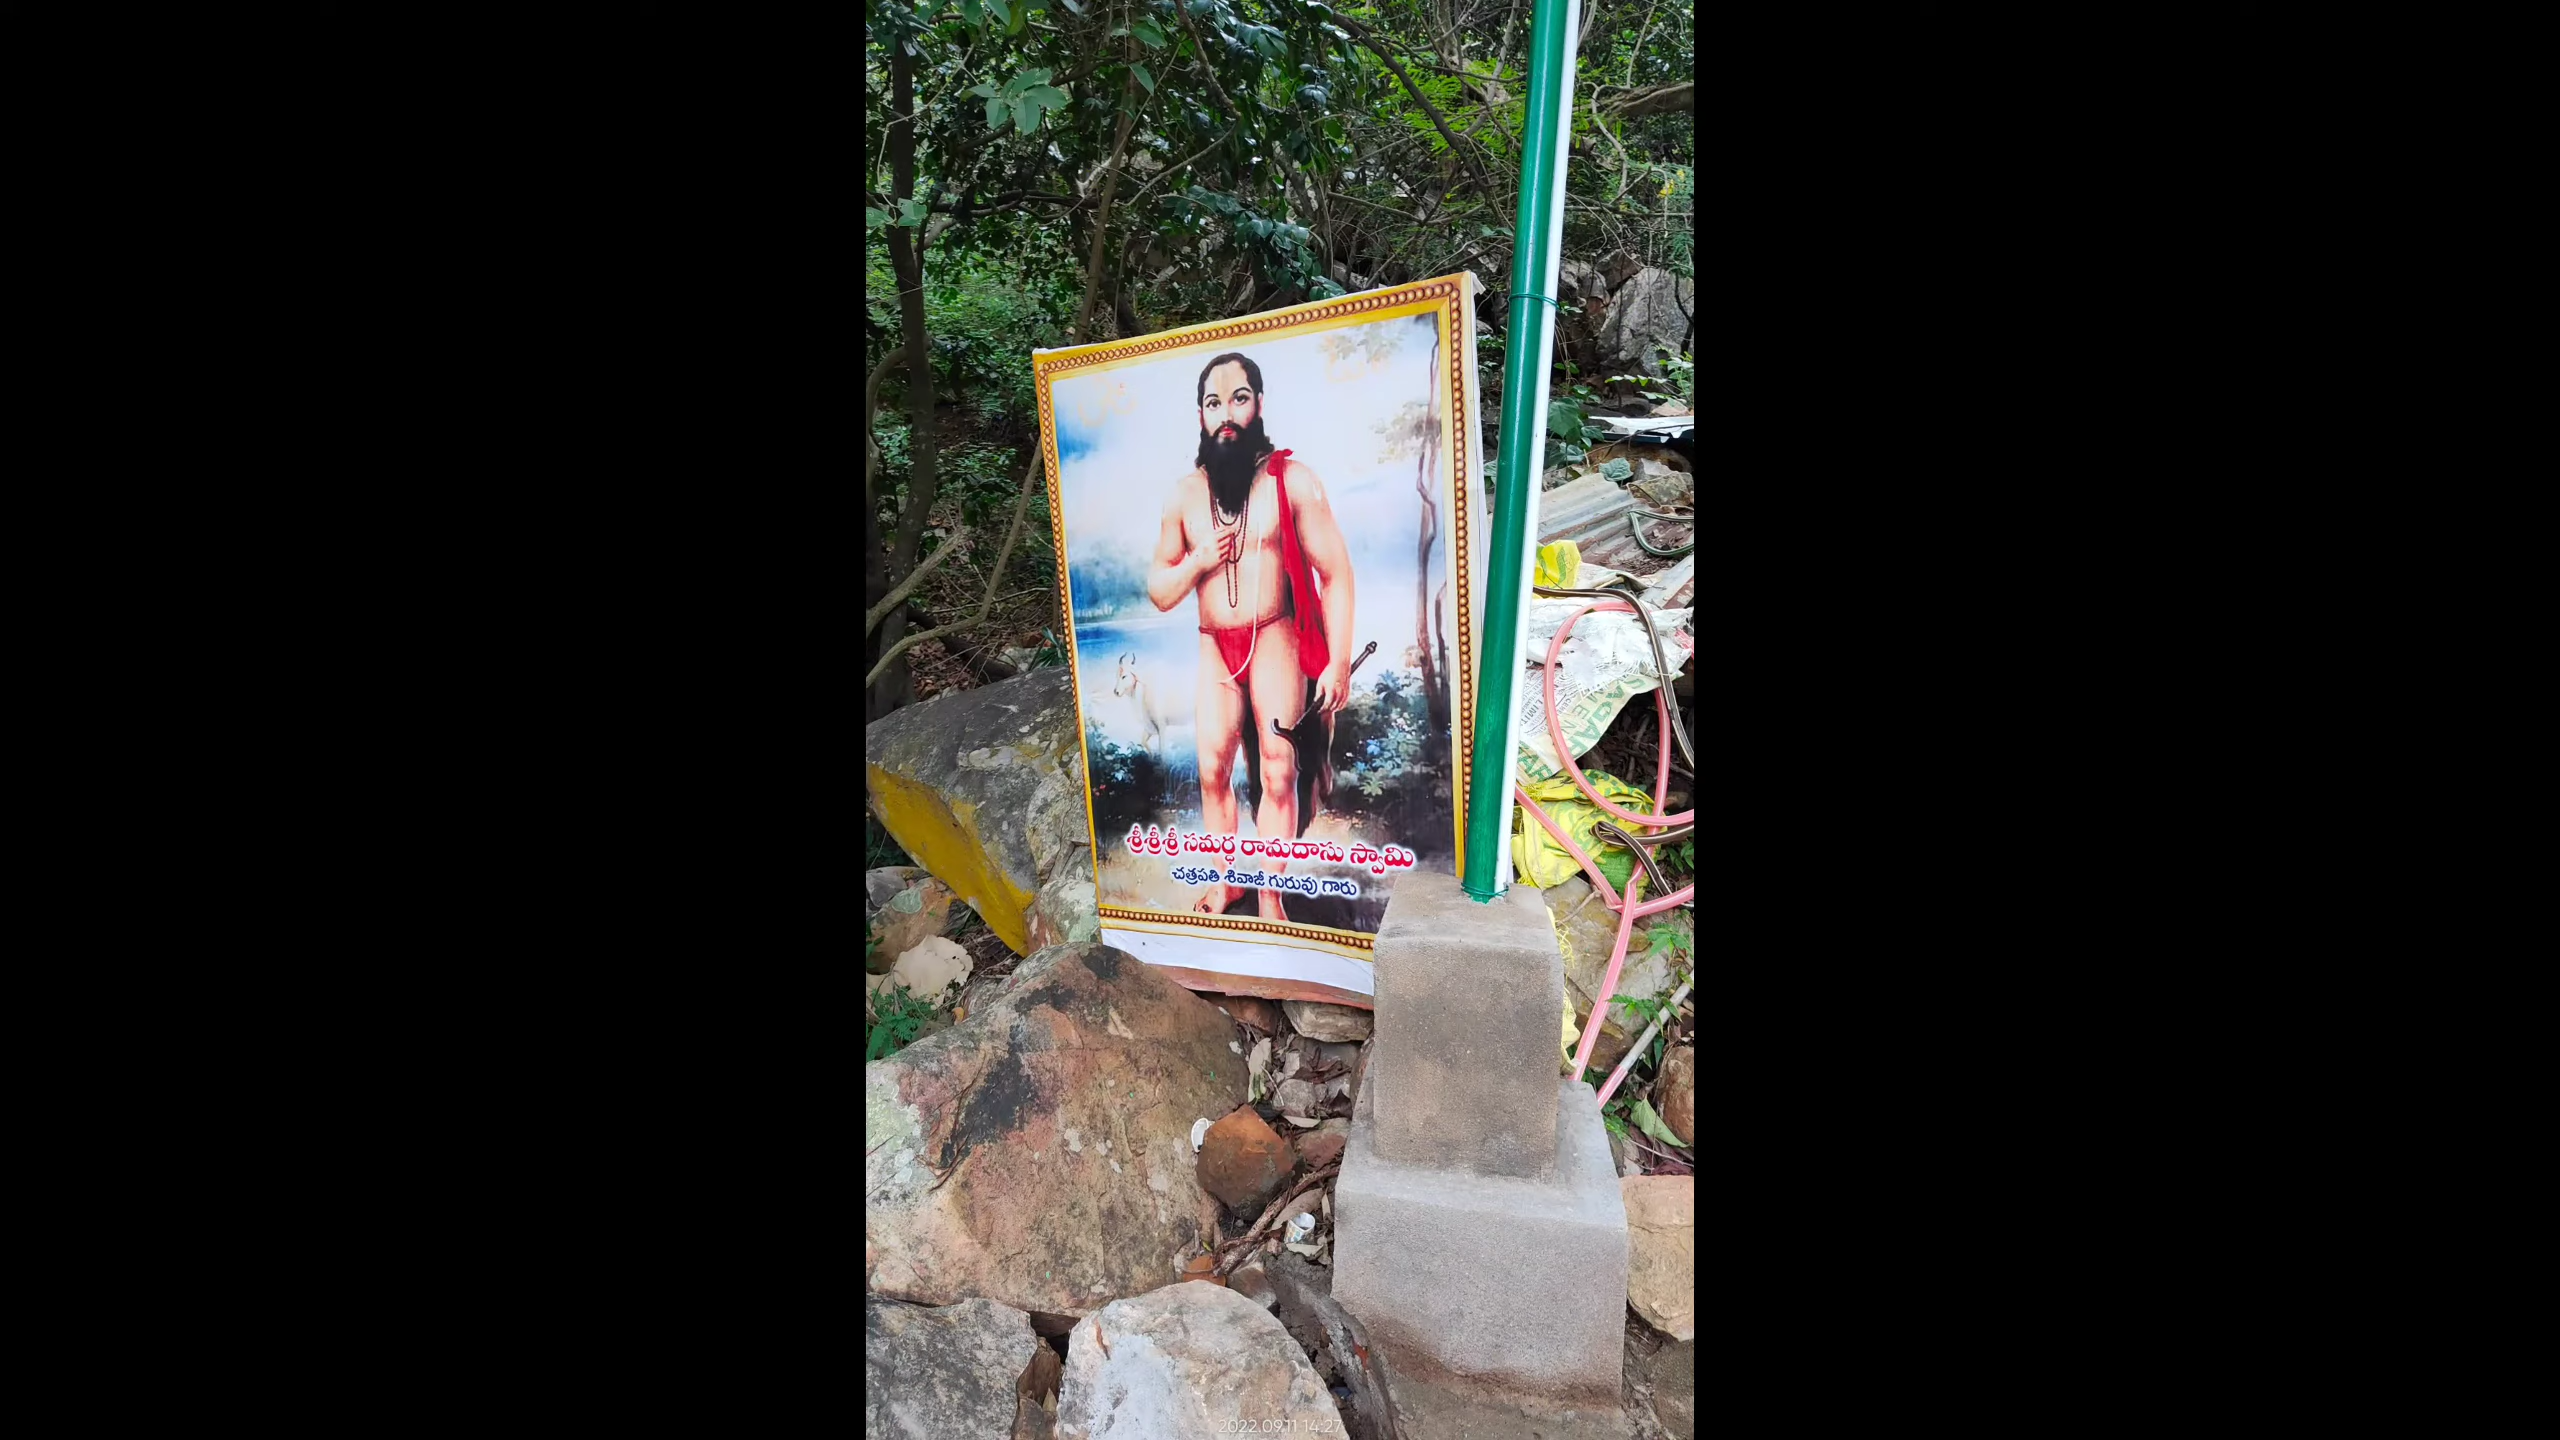 శ్రీశ్రీశ్రీ సమర్ధ రామదాసు స్వామి
చత్రపతి శివాజీ గురువు గారు
2022.09.11 14:27